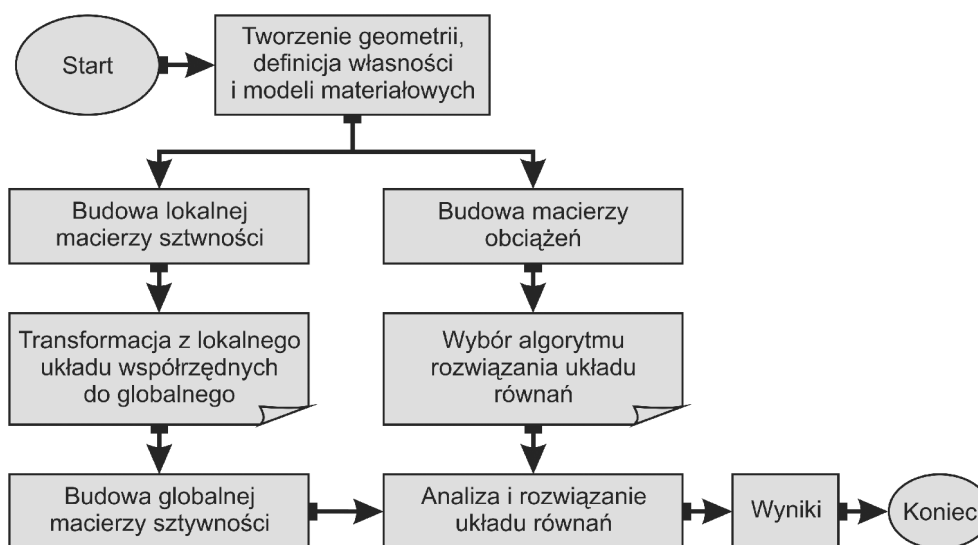 Start
Tworzenie geometrii,
definicja własności
i modeli materiałowych
Budowa lokalnej
macierzy sztwności
Budowa macierzy
obciążeń
Transformacja z lokalnego
układu współrzędnych
do globalnego
Wybór algorytmu
rozwiązania układu
równań
Budowa globalnej
macierzy sztywności
Analiza i rozwiązanie
układu równań
Wyniki
Koniec